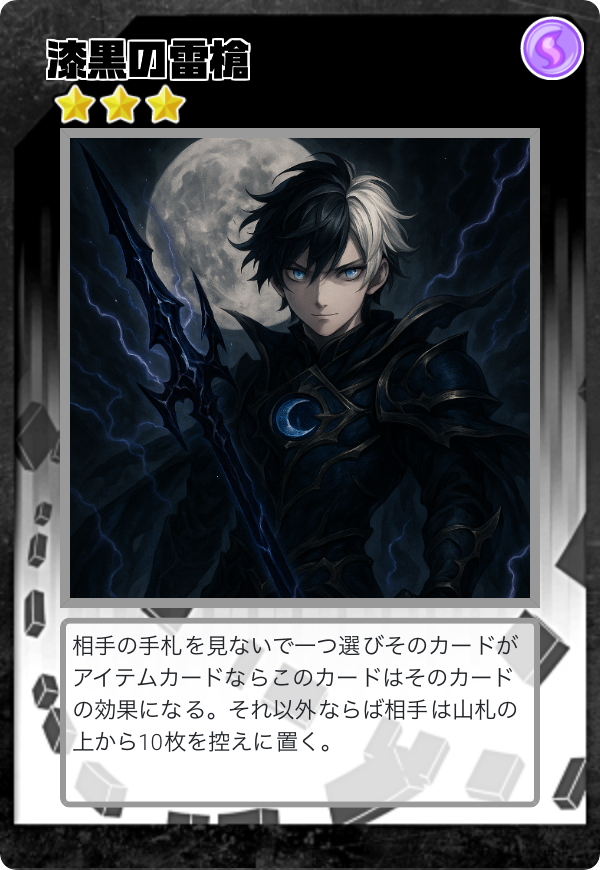 漆黒の雷槍
相手の手札を見ないで一つ選びそのカードが
アイテムカードならこのカードはそのカード
の効果になる。それ以外ならば相手は山札の
上から10枚を控えに置く。